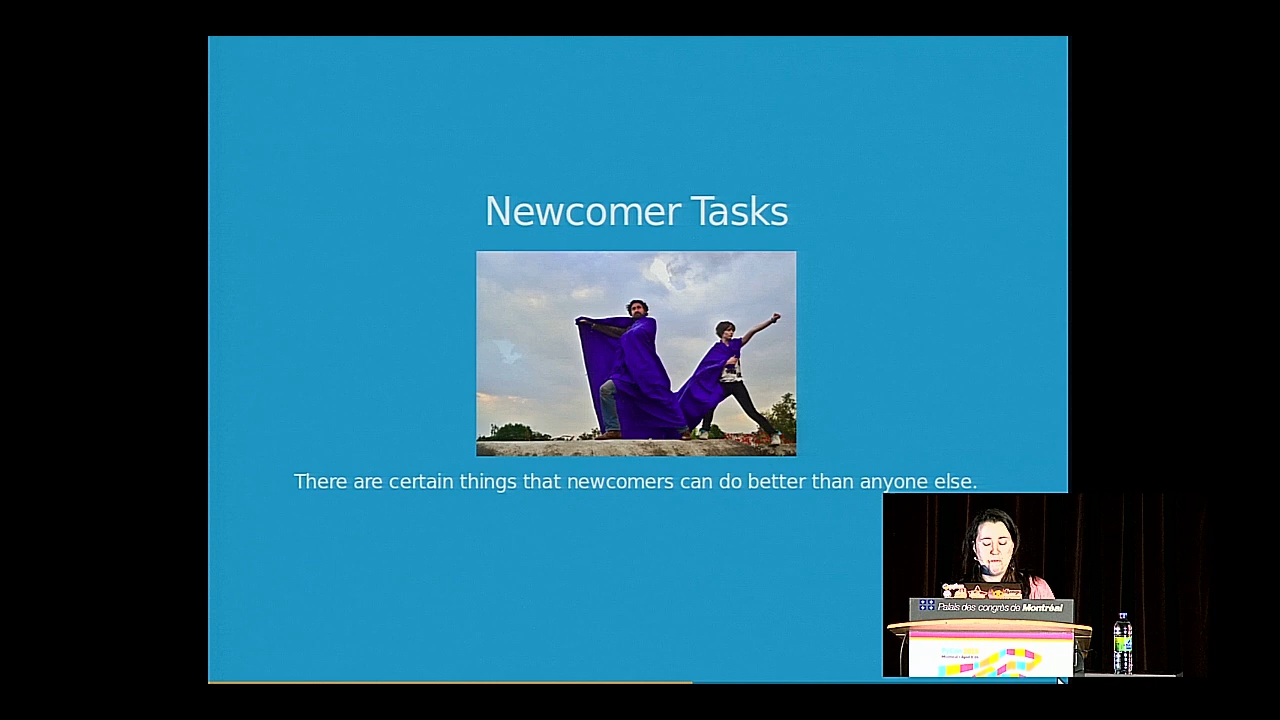 Newcomer Tasks
There are certain things that newcomers can do better than anyone else.
Palais des congrès de Montréal